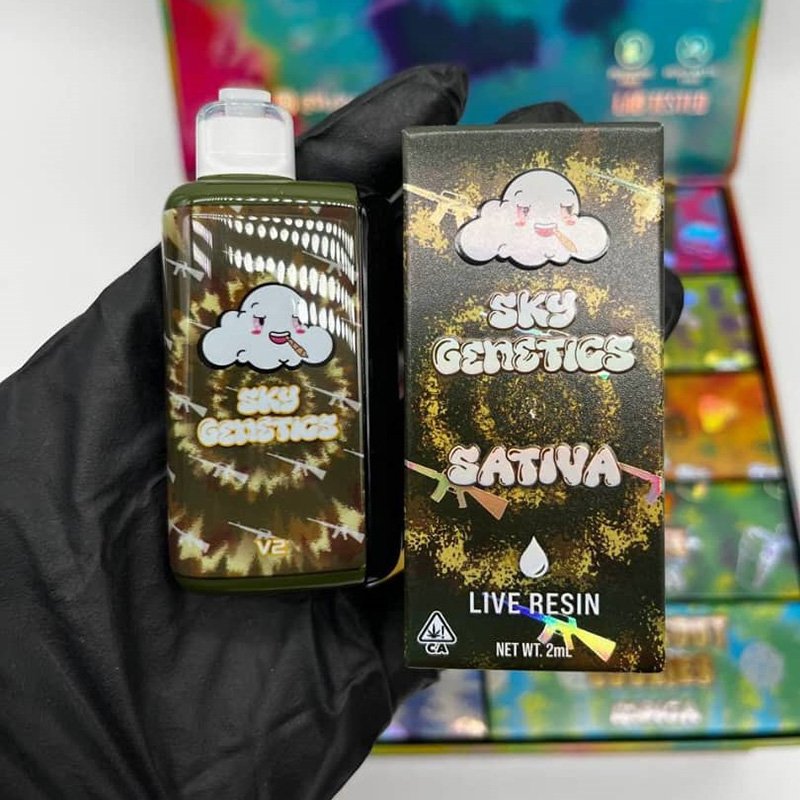 LAB TESTED
SKY
GENETICS
V2
SKY
GENETICS
SATIVA
LIVE RESIN
CA
NET WT. 2mL